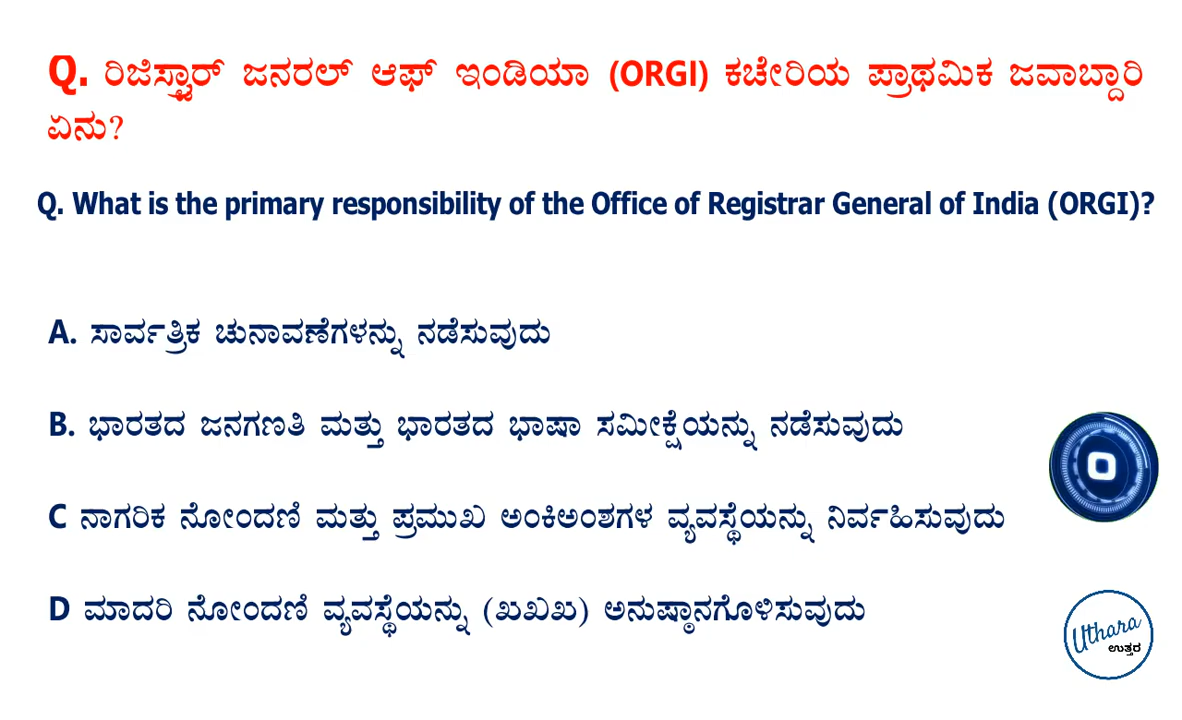 Q. ರಿಜಿಸ್ಟ್ರಾರ್ ಜನರಲ್ ಆಫ್ ಇಂಡಿಯಾ (ORGI) ಕಚೇರಿಯ ಪ್ರಾಥಮಿಕ ಜವಾಬ್ದಾರಿ
ಏನು?
Q. What is the primary responsibility of the Office of Registrar General of India (ORGI)?
A. ಸಾರ್ವತ್ರಿಕ ಚುನಾವಣೆಗಳನ್ನು ನಡೆಸುವುದು
B. ಭಾರತದ ಜನಗಣತಿ ಮತ್ತು ಭಾರತದ ಭಾಷಾ ಸಮೀಕ್ಷೆಯನ್ನು ನಡೆಸುವುದು
C ನಾಗರಿಕ ನೋಂದಣಿ ಮತ್ತು ಪ್ರಮುಖ ಅಂಕಿಅಂಶಗಳ ವ್ಯವಸ್ಥೆಯನ್ನು ನಿರ್ವಹಿಸುವುದು
0
D ಮಾದರಿ ನೋಂದಣಿ ವ್ಯವಸ್ಥೆಯನ್ನು (ಖಖಖ) ಅನುಷ್ಠಾನಗೊಳಿಸುವುದು
Uthara
ಉತ್ತರ